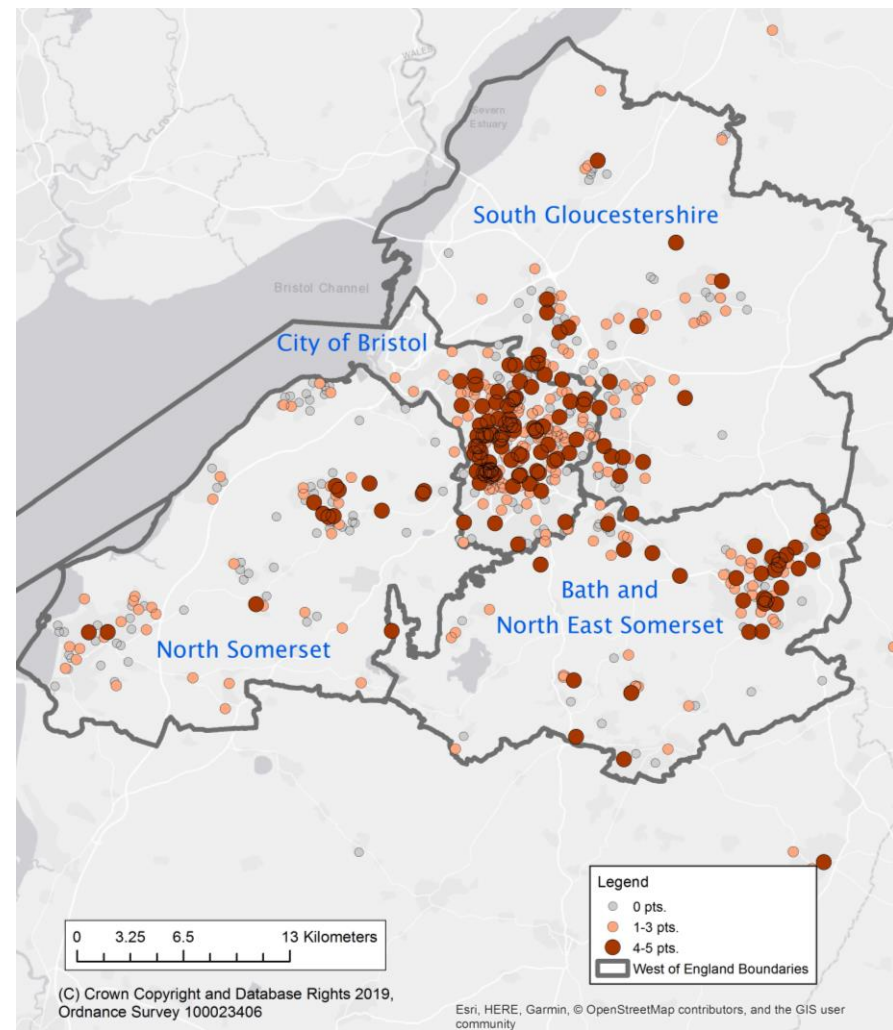 WALES
Severn
Estuary
South Gloucestershire
Bristol Channel
City of Bristol
Bath and
North East Somerset
North Somerset
Legend
0 pts.
1-3 pts.
4-5 pts.
West of England Boundaries
0 3.25 6.5 13 Kilometers
(C) Crown Copyright and Database Rights 2019,
Ordnance Survey 100023406
Esri, HERE, Garmin, © OpenStreetMap contributors, and the GIS user
community